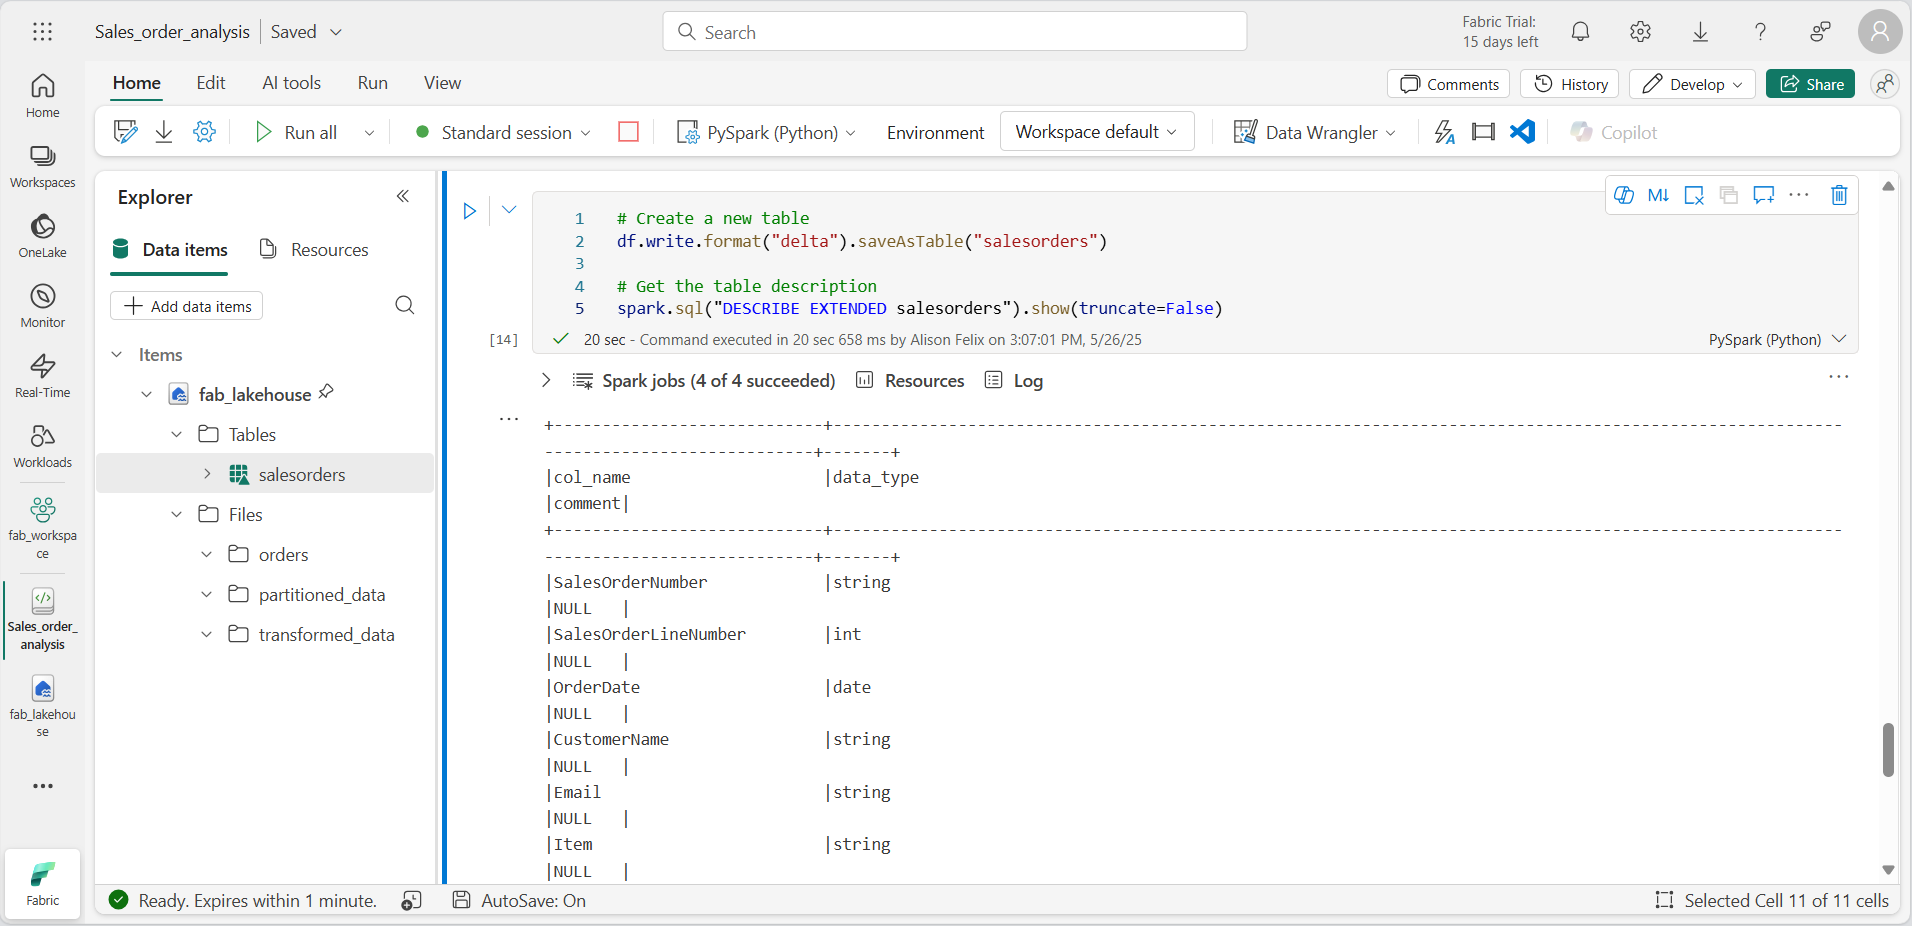 Sales_order_analysis Saved
Search
Fabric Trial:
15 days left
Home Edit AI tools Run View
Comments History Develop Share
Run all Standard session PySpark (Python) Environment Workspace default Data Wrangler Copilot
Home
Workspaces
OneLake
Monitor
Real-Time
Workloads
fab_workspa
ce
Sales_order_
analysis
fab_lakehou
se
Fabric
Explorer
Data items Resources
Add data items
Items
fab_lakehouse
Tables
salesorders
Files
orders
partitioned_data
transformed_data
M↓
1 # Create a new table
2 df.write.format("delta").saveAsTable("salesorders")
3
4 # Get the table description
5 spark.sql("DESCRIBE EXTENDED salesorders").show(truncate=False)
[14] 20 sec - Command executed in 20 sec 658 ms by Alison Felix on 3:07:01 PM, 5/26/25 PySpark (Python)
Spark jobs (4 of 4 succeeded) Resources Log
+----------------------------+---------------------------------------------------------------------------------------------------------
----------------------------+-------+
|col_name |data_type
|comment|
+----------------------------+---------------------------------------------------------------------------------------------------------
----------------------------+-------+
|SalesOrderNumber |string
|NULL |
|SalesOrderLineNumber |int
|NULL |
|OrderDate |date
|NULL |
|CustomerName |string
|NULL |
|Email |string
|NULL |
|Item |string
|NULL |
Ready. Expires within 1 minute. AutoSave: On Selected Cell 11 of 11 cells